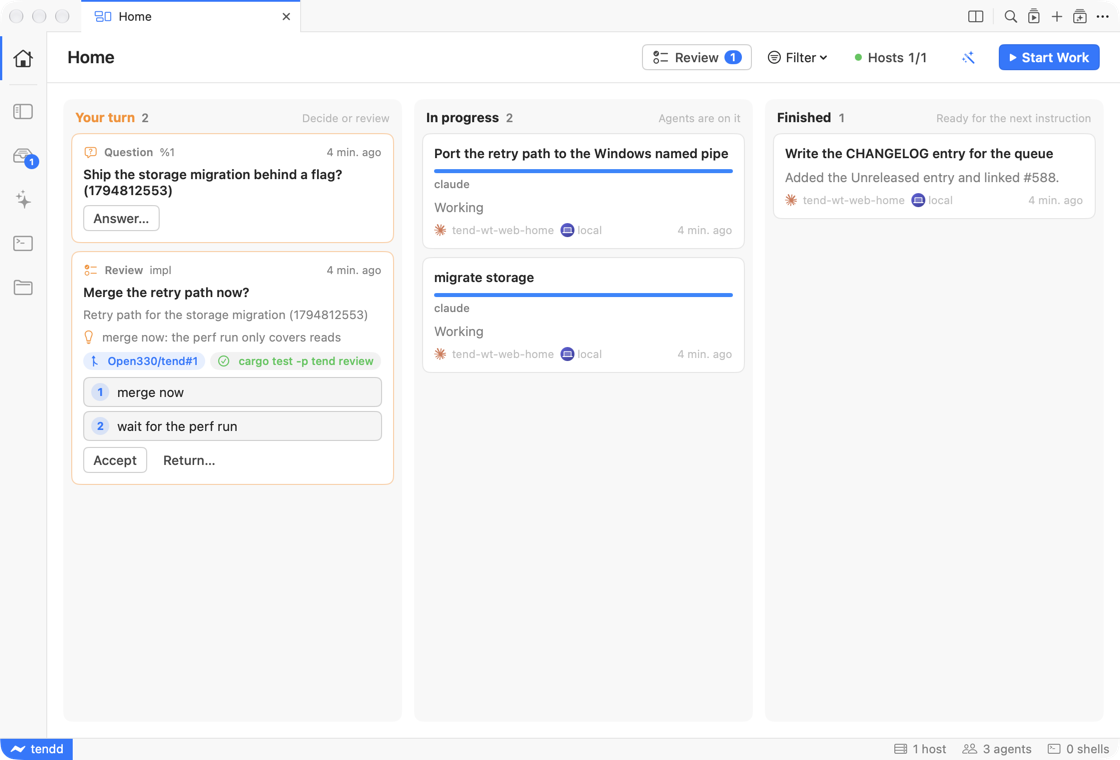 Home
Home
Review 1
Filter
Hosts 1/1
Start Work
1
Your turn 2
Decide or review
Question %1
4 min. ago
Ship the storage migration behind a flag?
(1794812553)
Answer...
Review impl
4 min. ago
Merge the retry path now?
Retry path for the storage migration (1794812553)
merge now: the perf run only covers reads
Open330/tend#1
cargo test -p tend review
1 merge now
2 wait for the perf run
Accept
Return...
In progress 2
Agents are on it
Port the retry path to the Windows named pipe
claude
Working
tend-wt-web-home local 4 min. ago
migrate storage
claude
Working
tend-wt-web-home local 4 min. ago
Finished 1
Ready for the next instruction
Write the CHANGELOG entry for the queue
Added the Unreleased entry and linked #588.
tend-wt-web-home local 4 min. ago
tendd
1 host
3 agents
0 shells